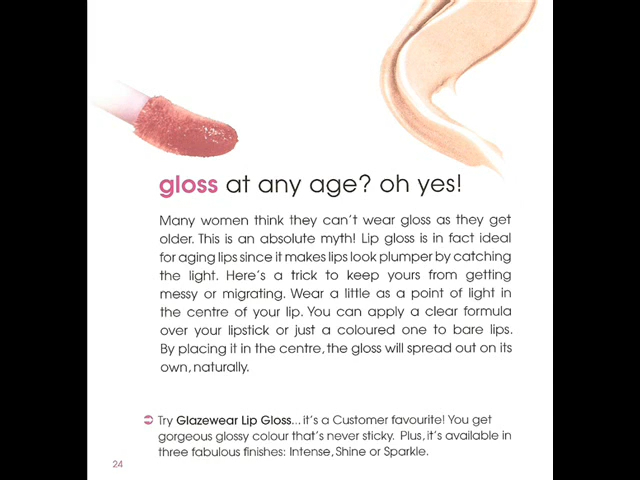 gloss at any age? oh yes!
Many women think they can't wear gloss as they get
older. This is an absolute myth! Lip gloss is in fact ideal
for aging lips since it makes lips look plumper by catching
the light. Here's a trick to keep yours from getting
messy or migrating. Wear a little as a point of light in
the centre of your lip. You can apply a clear formula
over your lipstick or just a coloured one to bare lips.
By placing it in the centre, the gloss will spread out on its
own, naturally.
Try Glazewear Lip Gloss... it's a Customer favourite! You get
gorgeous glossy colour that's never sticky. Plus, it's available in
three fabulous finishes: Intense, Shine or Sparkle.
24